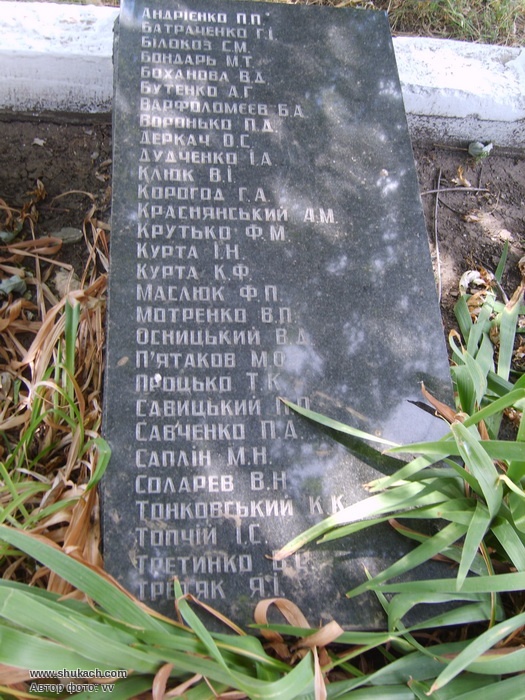 Андрієнко П.П.
Батраченко Г.І.
Білокоз С.М.
Бондарь М.Т.
Боханова В.Д.
Бутенко А.Г.
Варфоломєєв Б.А.
Воронько П.Д.
Деркач О.С.
Дудченко І.А.
Клюк В.І.
Корогод Г.А.
Краснянський А.М.
Крутько Ф.М.
Курта І.Н.
Курта К.Ф.
Маслюк Ф.П.
Мотренко В.П.
Осницький В.Д.
П'ятаков М.О.
Процько Т.К.
Савицький
Савченко П.А.
Саплін М.Н.
Соларев В.Н.
Тонковський К.К.
Топчій І.С.
Третинко
Третяк Я.І.
www.shukach.com
Автор фото: vv